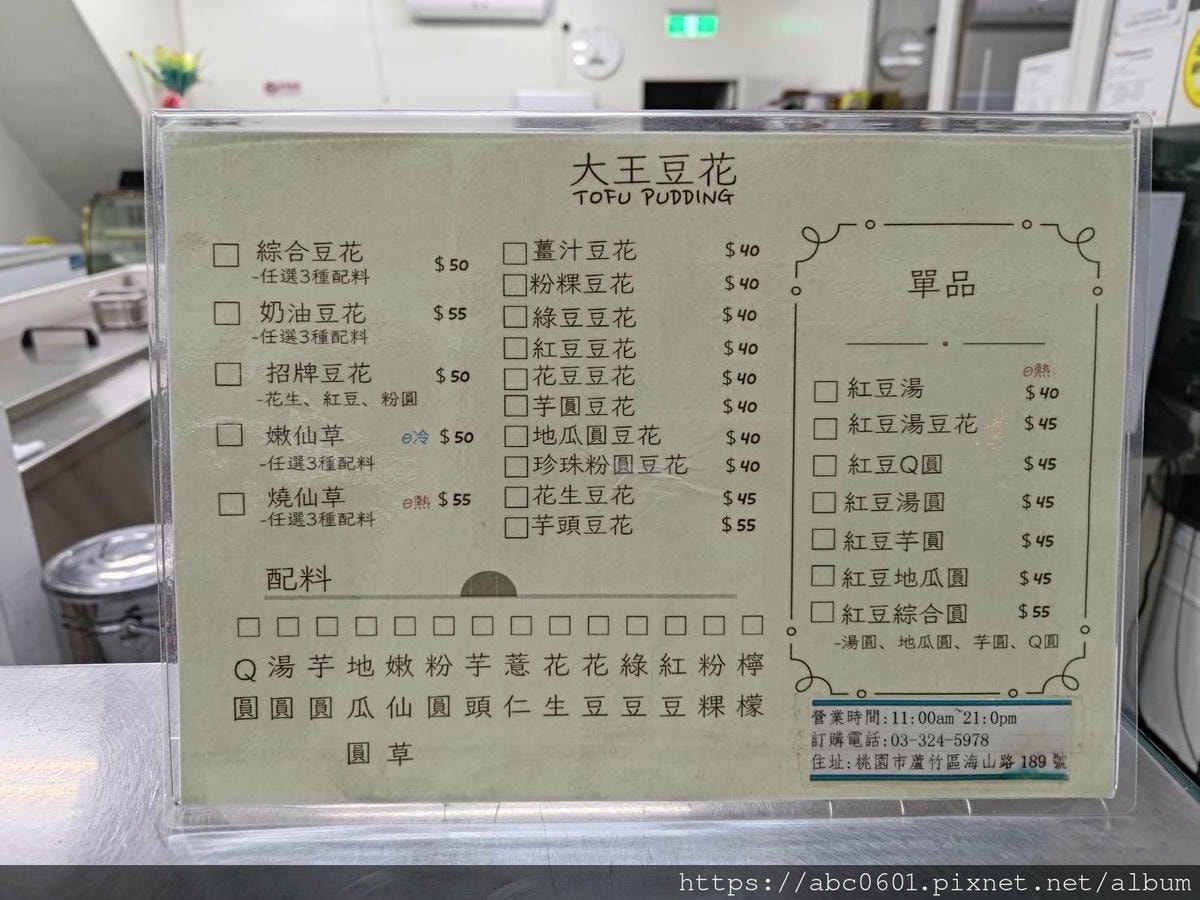 大王豆花
TOFU PUDDING
綜合豆花 $50
-任選3種配料
奶油豆花 $55
-任選3種配料
招牌豆花 $50
-花生、紅豆、粉圓
嫩仙草 冷 $50
-任選3種配料
燒仙草 熱 $55
-任選3種配料
薑汁豆花 $40
粉粿豆花 $40
綠豆豆花 $40
紅豆豆花 $40
花豆豆花 $40
芋圓豆花 $40
地瓜圓豆花 $40
珍珠粉圓豆花 $40
花生豆花 $45
芋頭豆花 $55
單品
熱
紅豆湯 $40
紅豆湯豆花 $45
紅豆Q圓 $45
紅豆湯圓 $45
紅豆芋圓 $45
紅豆地瓜圓 $45
紅豆綜合圓 $55
-湯圓、地瓜圓、芋圓、Q圓
配料
Q圓
湯圓
芋圓
地瓜圓
嫩仙草
粉圓
芋頭
薏仁
花生
花豆
綠豆
紅豆
粉粿
檸檬
營業時間:11:00am~21:0pm
訂購電話:03-324-5978
住址:桃園市蘆竹區海山路 189 號
https://abc0601.pixnet.net/album